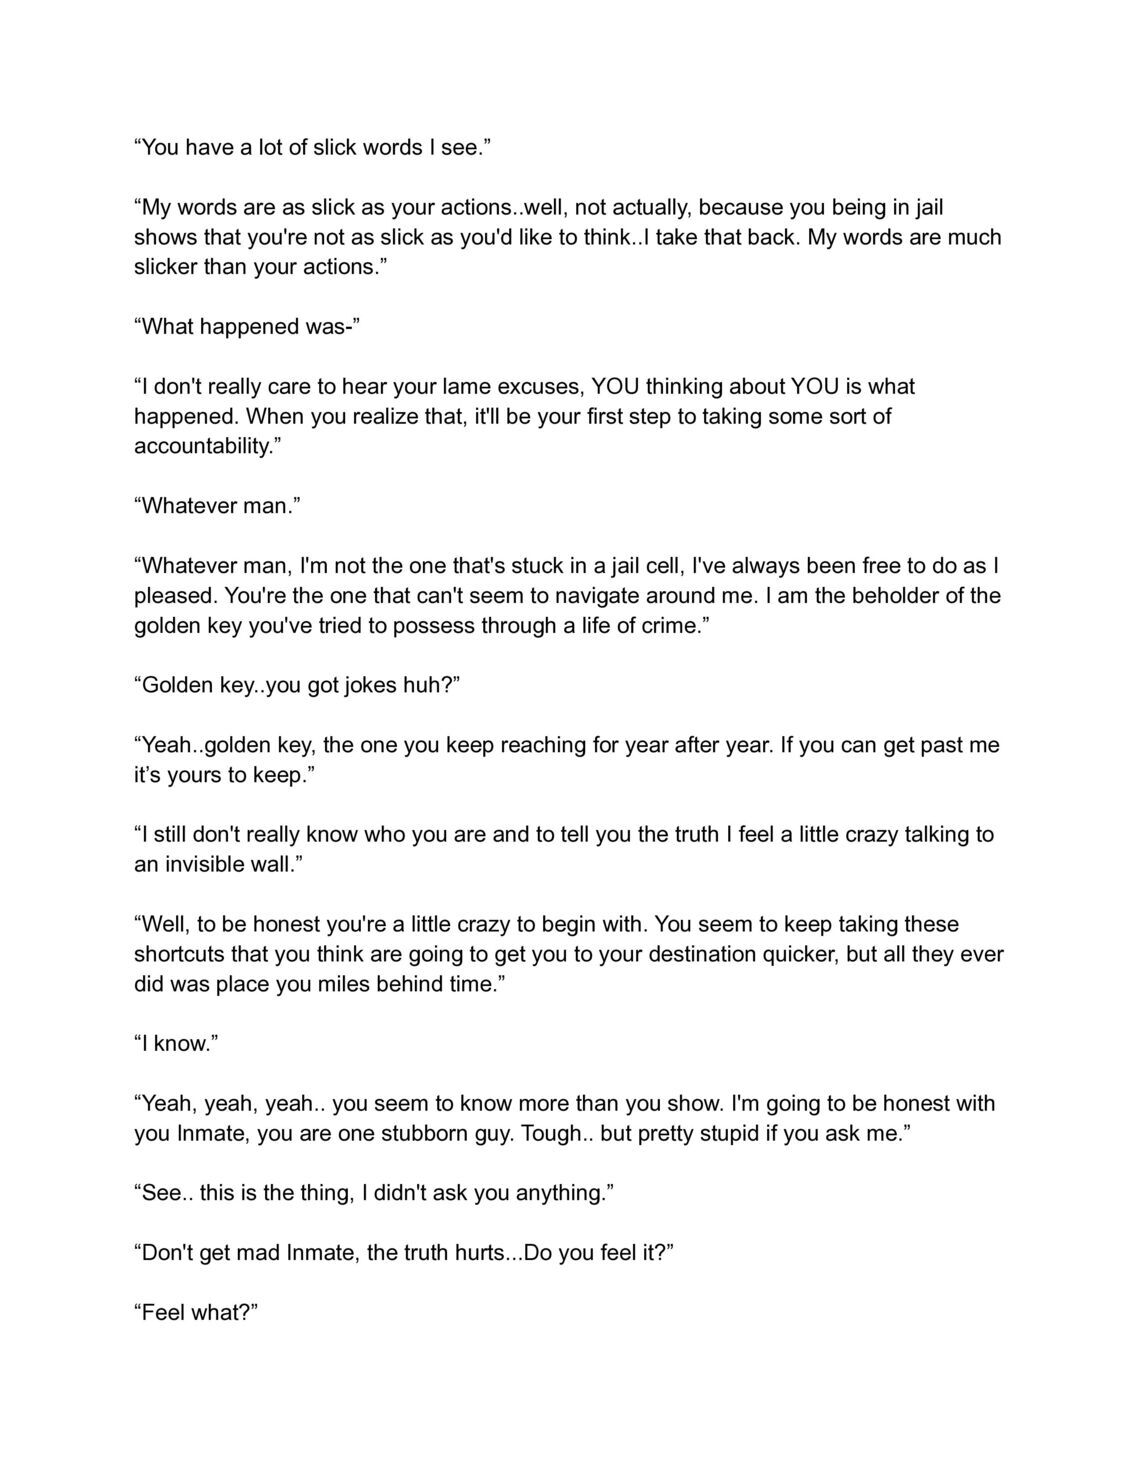 “You have a lot of slick words I see.”
“My words are as slick as your actions..well, not actually, because you being in jail
shows that you're not as slick as you'd like to think..I take that back. My words are much
slicker than your actions.”
“What happened was-”
“I don't really care to hear your lame excuses, YOU thinking about YOU is what
happened. When you realize that, it'll be your first step to taking some sort of
accountability.”
“Whatever man.”
“Whatever man, I'm not the one that's stuck in a jail cell, I've always been free to do as I
pleased. You're the one that can't seem to navigate around me. I am the beholder of the
golden key you've tried to possess through a life of crime.”
“Golden key..you got jokes huh?”
“Yeah..golden key, the one you keep reaching for year after year. If you can get past me
it’s yours to keep.”
“I still don't really know who you are and to tell you the truth I feel a little crazy talking to
an invisible wall.”
“Well, to be honest you're a little crazy to begin with. You seem to keep taking these
shortcuts that you think are going to get you to your destination quicker, but all they ever
did was place you miles behind time.”
“I know.”
“Yeah, yeah, yeah.. you seem to know more than you show. I'm going to be honest with
you Inmate, you are one stubborn guy. Tough.. but pretty stupid if you ask me.”
“See.. this is the thing, I didn't ask you anything.”
“Don't get mad Inmate, the truth hurts...Do you feel it?”
“Feel what?”